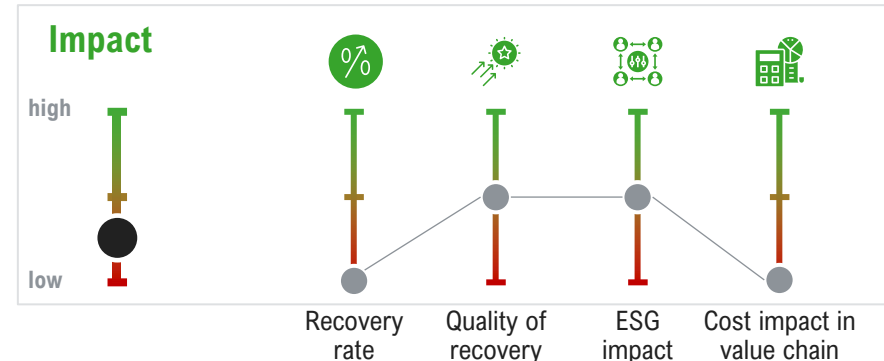 Impact
%
high
low
Recovery
rate
Quality of
recovery
ESG
impact
Cost impact in
value chain